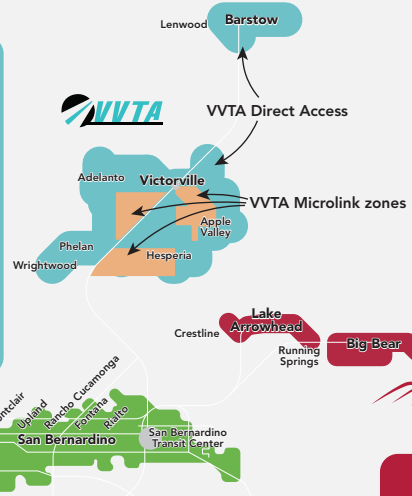 Lenwood
Barstow
VVTA
VVTA Direct Access
Adelanto
Victorville
VVTA Microlink zones
Apple
Valley
Phelan
Hesperia
Wrightwood
Lake
Arrowhead
Crestline
Running
Springs
Big Bear
Upland
Rancho Cucamonga
Fontana
Rialto
San Bernardino
San Bernardino
Transit Center